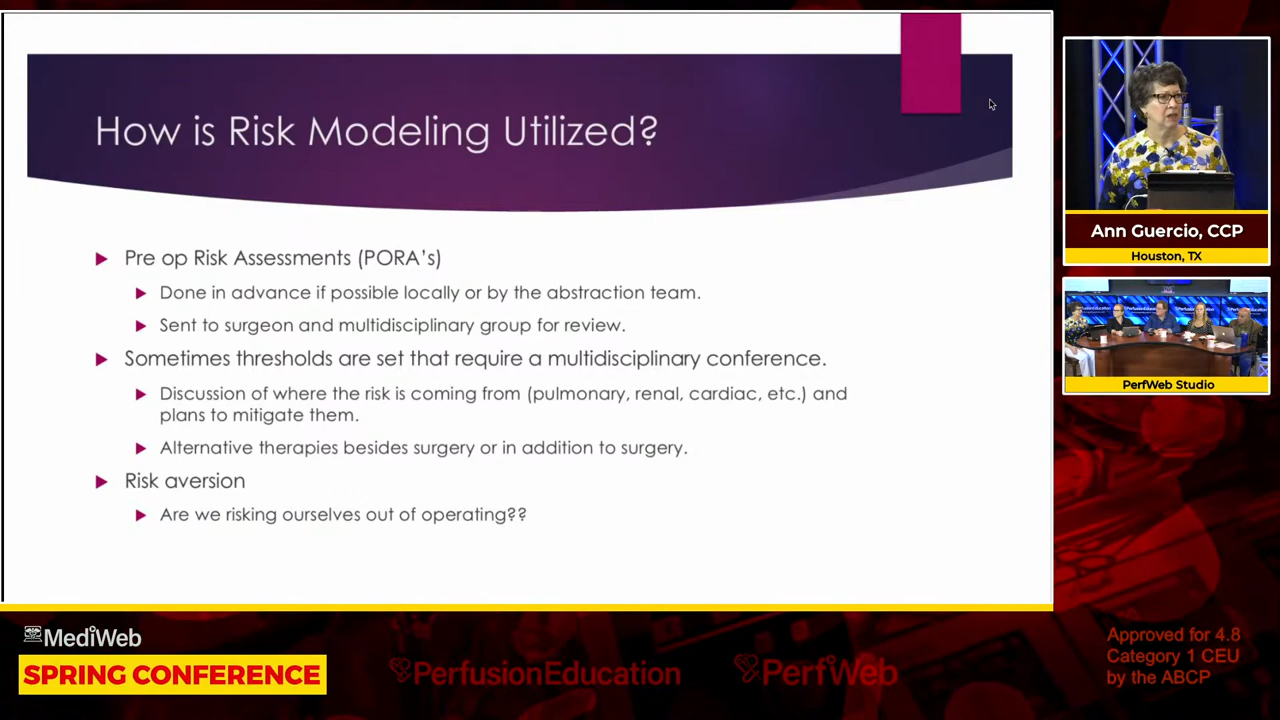 How is Risk Modeling Utilized?
Pre op Risk Assessments (PORA's)
Done in advance if possible locally or by the abstraction team.
Sent to surgeon and multidisciplinary group for review.
Sometimes thresholds are set that require a multidisciplinary conference.
Discussion of where the risk is coming from (pulmonary, renal, cardiac, etc.) and
plans to mitigate them.
Alternative therapies besides surgery or in addition to surgery.
Risk aversion
Are we risking ourselves out of operating??
Ann Guercio, CCP
Houston, TX
PerfWeb Studio
MediWeb
SPRING CONFERENCE
PerfusionEducation
PerfWeb
Approved for 4.8
Category 1 CEU
by the ABCP